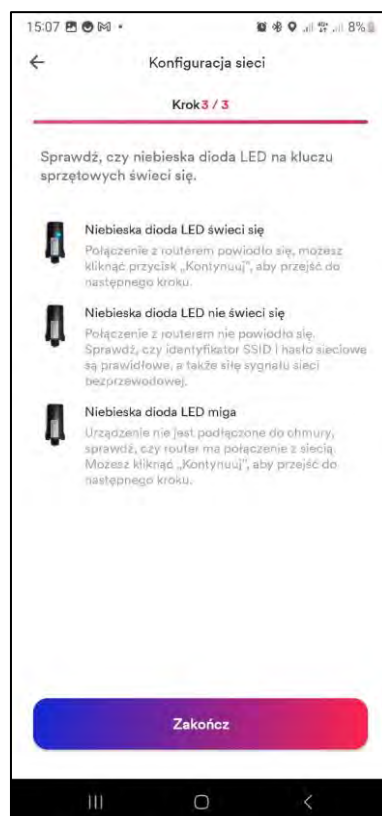 15:07
8%
Konfiguracja sieci
Krok 3 / 3
Sprawdź, czy niebieska dioda LED na kluczu
sprzętowych świeci się.
Niebieska dioda LED świeci się
Połączenie z routerem powiodło się, możesz
kliknąć przycisk „Kontynuuj”, aby przejść do
następnego kroku.
Niebieska dioda LED nie świeci się
Połączenie z routerem nie powiodło się.
Sprawdź, czy identyfikator SSID i hasło sieciowe
są prawidłowe, a także siłę sygnału sieci
bezprzewodowej.
Niebieska dioda LED miga
Urządzenie nie jest podłączone do chmury,
sprawdź, czy router ma połączenie z siecią.
Możesz kliknąć „Kontynuuj”, aby przejść do
następnego kroku.
Zakończ